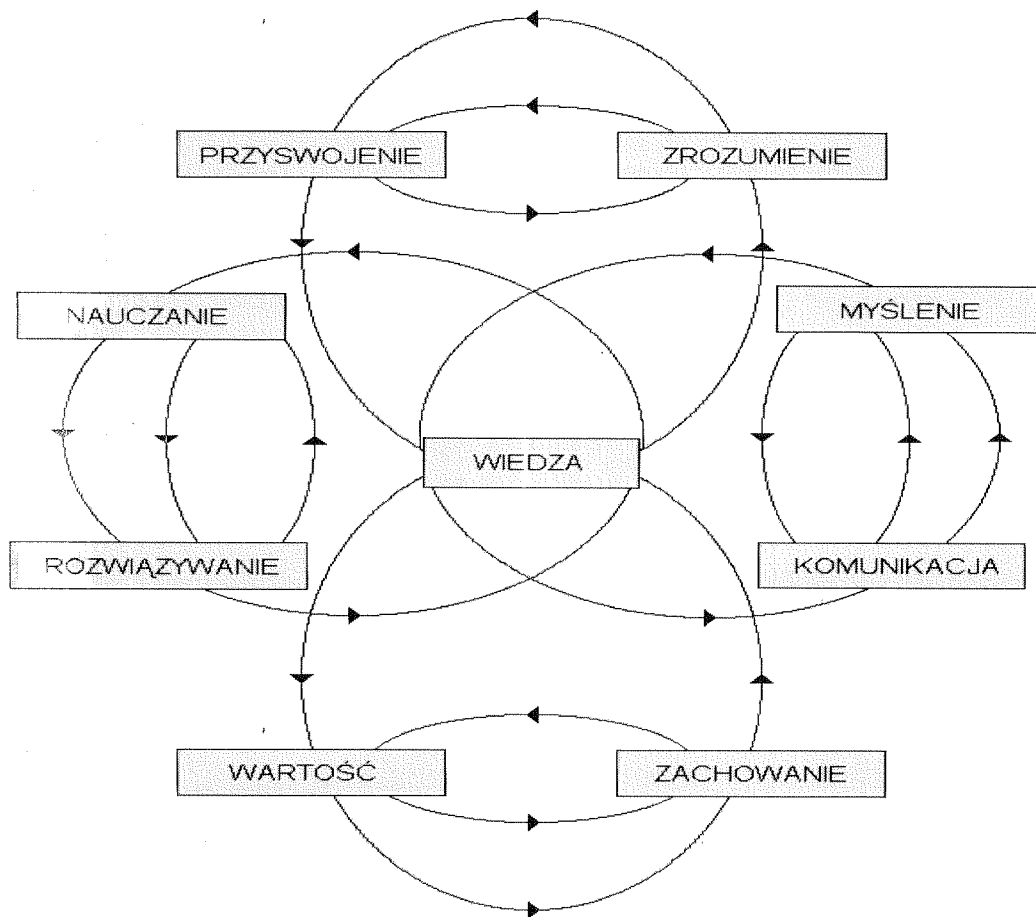 PRZYSWOJENIE
ZROZUMIENIE
NAUCZANIE
MYŚLENIE
WIEDZA
ROZWIĄZYWANIE
KOMUNIKACJA
WARTOŚĆ
ZACHOWANIE